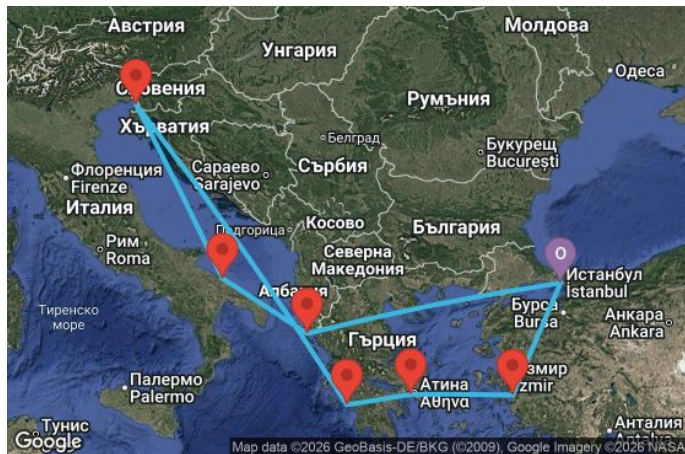 Австрия
Молдова
Унгария
Словения
Одеса
Хърватия
Румъния
Белград
Букурещ
București
Флоренция
Firenze
Сараево
Sarajevo
Сърбия
Италия
Подгорица
Косово
България
Рим
Roma
Северна
Македония
Албания
О
Истанбул
İstanbul
Тиренско
море
Бурса
Bursa
Анкара
Ankara
Гърция
Палермо
Palermo
Атина
Αθήνα
Измир
Izmir
Тунис
Анталия
Google
Map data ©2026 GeoBasis-DE/BKG (©2009), Google Imagery ©2026 NASA